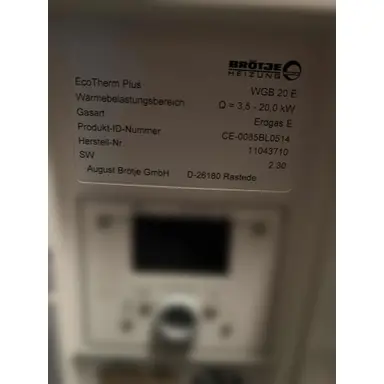 BRÖTJE
HEIZUNG
EcoTherm Plus WGB 20 E
Wärmebelastungsbereich Q = 3,5 - 20,0 kW
Gasart Erdgas E
Produkt-ID-Nummer CE-0085BL0514
Herstell-Nr. 11043710
SW 2.30
August Brötje GmbH D-26180 Rastede